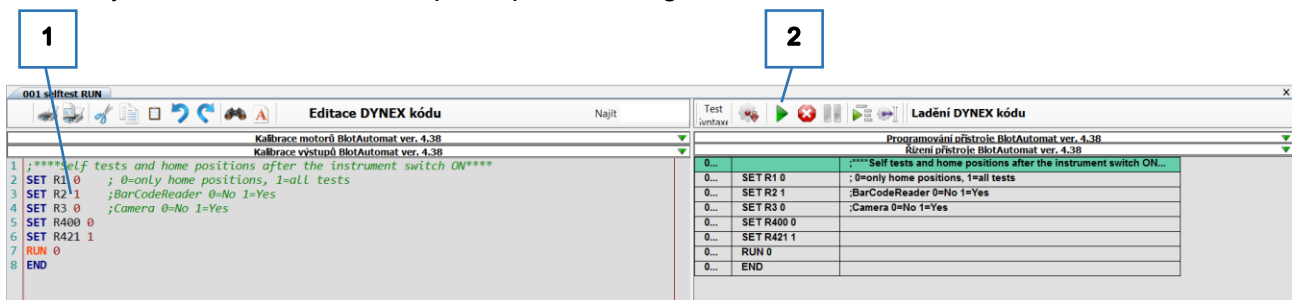 1
2
001 selftest RUN
Editace DYNEX kódu
Najít
Test
Ladění DYNEX kódu
Kalibrace motorů BlotAutomat ver. 4.38
Kalibrace výstupů BlotAutomat ver. 4.38
Programování přístroje BlotAutomat ver. 4.38
Řízení přístroje BlotAutomat ver. 4.38
1 ;****Self tests and home positions after the instrument switch ON****
2 SET R1 0 ; 0=only home positions, 1=all tests
3 SET R2 1 ;BarCodeReader 0=No 1=Yes
4 SET R3 0 ;Camera 0=No 1=Yes
5 SET R400 0
6 SET R421 1
7 RUN 0
8 END
0... ;****Self tests and home positions after the instrument switch ON...
0... SET R1 0 ; 0=only home positions, 1=all tests
0... SET R2 1 ;BarCodeReader 0=No 1=Yes
0... SET R3 0 ;Camera 0=No 1=Yes
0... SET R400 0
0... SET R421 1
0... RUN 0
0... END